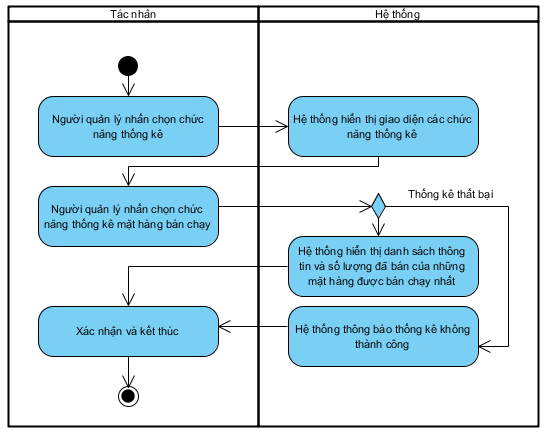 Tác nhân
Hệ thống
Người quản lý nhấn chọn chức
năng thống kê
Hệ thống hiển thị giao diện các chức
năng thống kê
Người quản lý nhấn chọn chức
năng thống kê mặt hàng bán chạy
Thống kê thất bại
Hệ thống hiển thị danh sách thông
tin và số lượng đã bán của những
mặt hàng được bán chạy nhất
Xác nhận và kết thúc
Hệ thống thông báo thống kê không
thành công